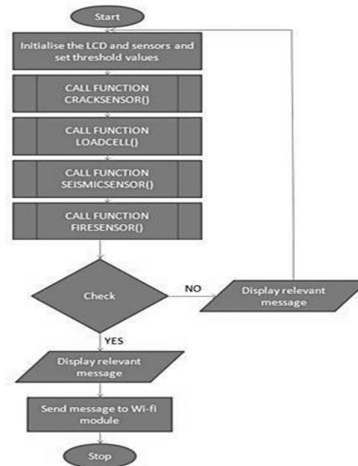 Start
Initialise the LCD and sensors and
set threshold values
CALL FUNCTION
CRACKSENSOR()
CALL FUNCTION
LOADCELL()
CALL FUNCTION
SEISMICSENSOR()
CALL FUNCTION
FIRESENSOR()
Check
NO
Display relevant
message
YES
Display relevant
message
Send message to Wi-fi
module
Stop